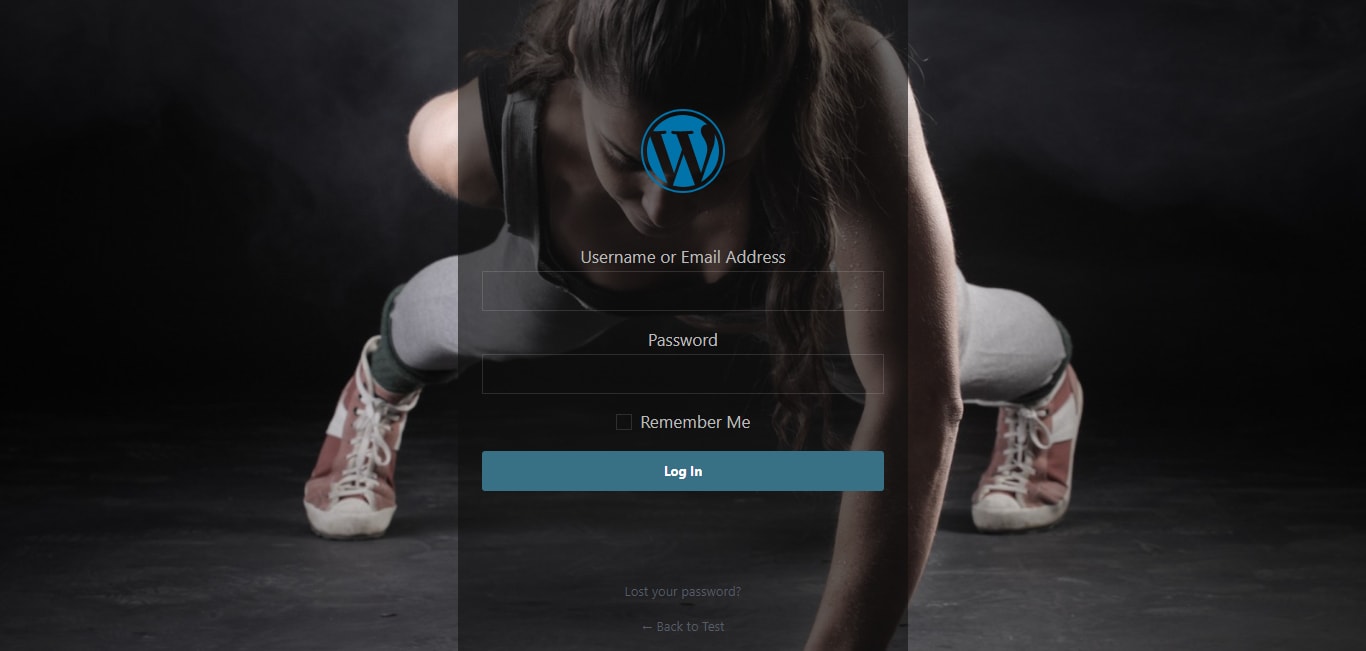 Username or Email Address
Password
Remember Me
Log In
Lost your password?
← Back to Test